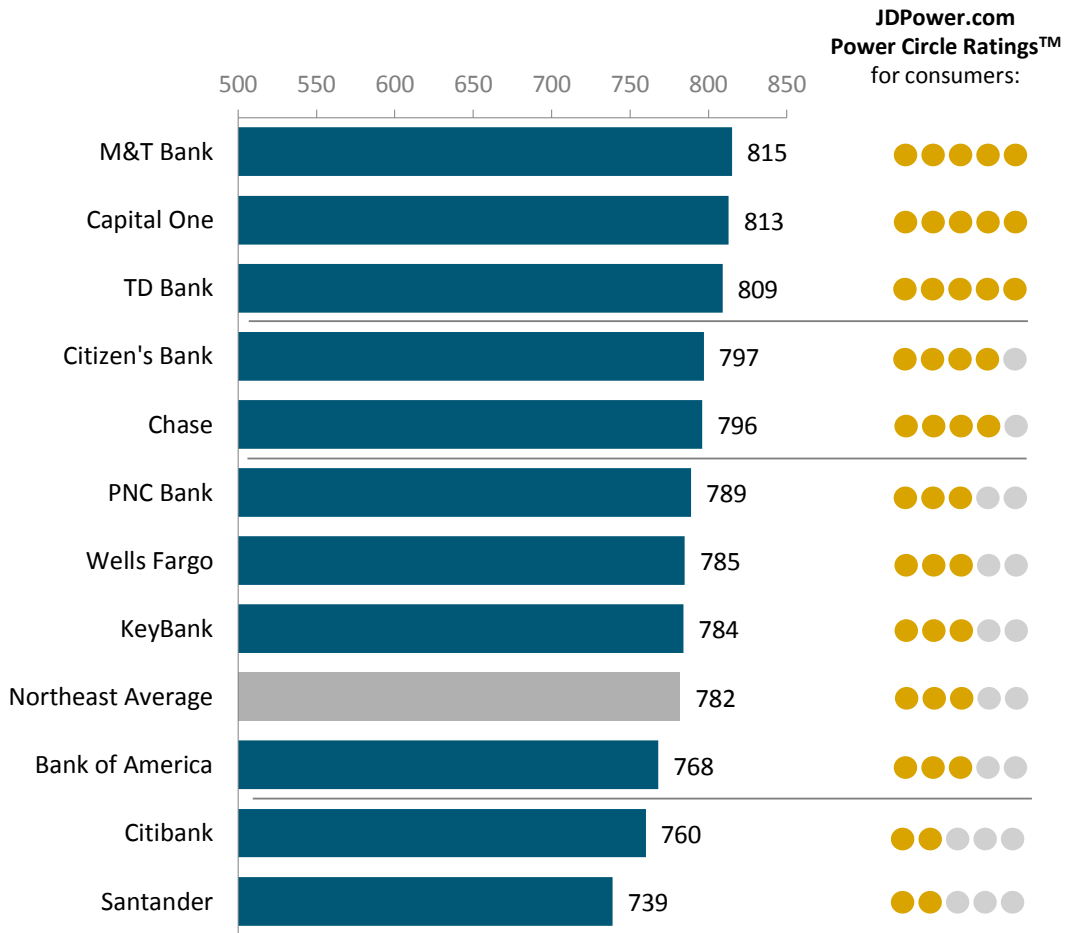 JDPower.com
Power Circle Ratings™
for consumers:
500 550 600 650 700 750 800 850
M&T Bank 815
Capital One 813
TD Bank 809
Citizen's Bank 797
Chase 796
PNC Bank 789
Wells Fargo 785
KeyBank 784
Northeast Average 782
Bank of America 768
Citibank 760
Santander 739